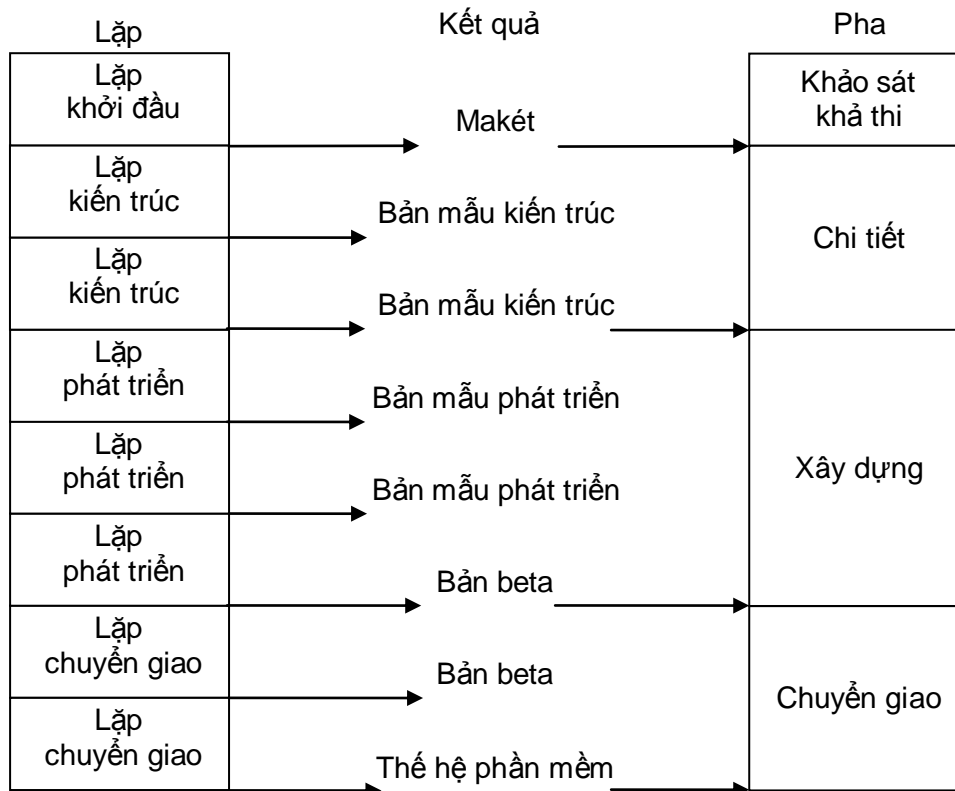 Lặp
Kết quả
Pha
Lặp
khởi đầu
Makét
Khảo sát
khả thi
Lặp
kiến trúc
Bản mẫu kiến trúc
Chi tiết
Lặp
kiến trúc
Bản mẫu kiến trúc
Lặp
phát triển
Bản mẫu phát triển
Xây dựng
Lặp
phát triển
Bản mẫu phát triển
Lặp
phát triển
Bản beta
Lặp
chuyển giao
Bản beta
Chuyển giao
Lặp
chuyển giao
Thế hệ phần mềm